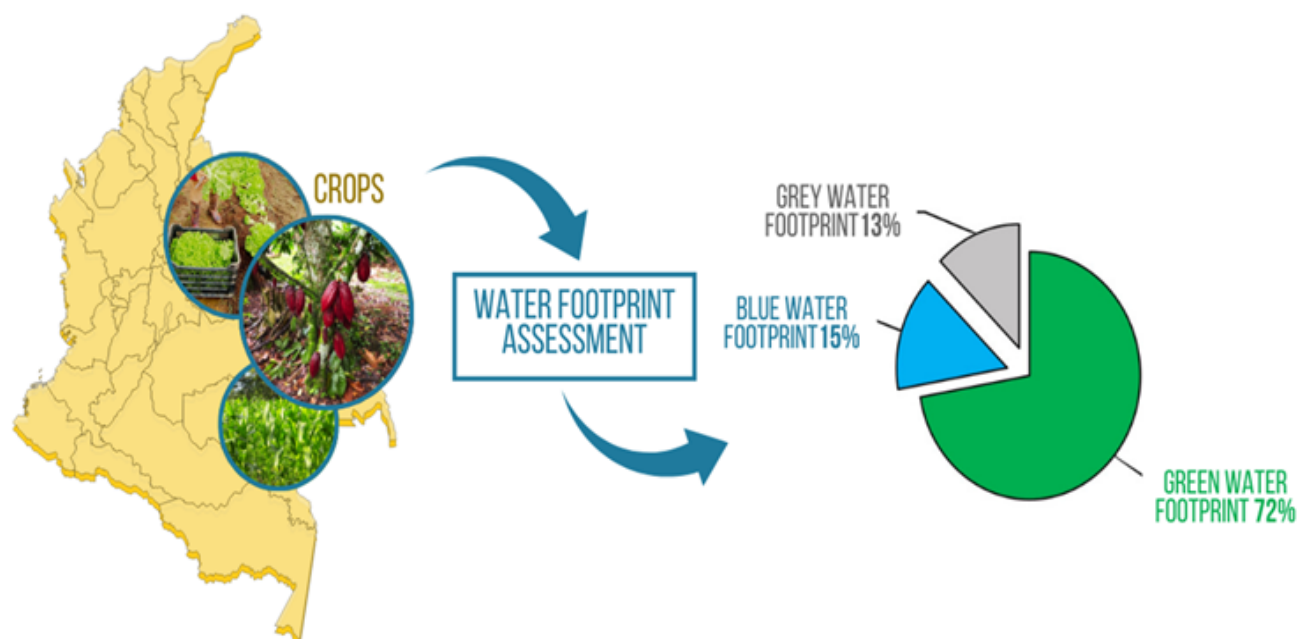 CROPS
WATER FOOTPRINT
ASSESSMENT
GREY WATER
FOOTPRINT 13%
BLUE WATER
FOOTPRINT 15%
GREEN WATER
FOOTPRINT 72%